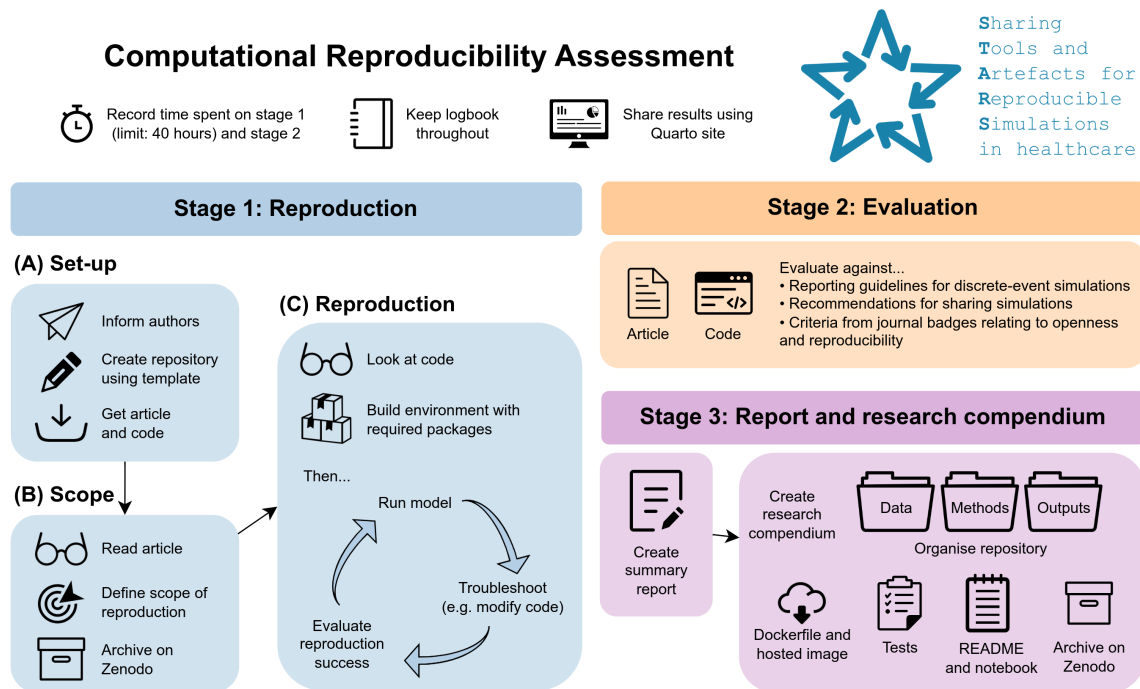 Computational Reproducibility Assessment
Record time spent on stage 1
(limit: 40 hours) and stage 2
Keep logbook
throughout
Share results using
Quarto site
Sharing
Tools and
Artefacts for
Reproducible
Simulations
in healthcare
Stage 1: Reproduction
(A) Set-up
Inform authors
Create repository
using template
Get article
and code
(B) Scope
Read article
Define scope of
reproduction
Archive on
Zenodo
(C) Reproduction
Look at code
Build environment with
required packages
Then...
Run model
Troubleshoot
(e.g. modify code)
Evaluate
reproduction
success
Stage 2: Evaluation
Article
Code
Evaluate against...
• Reporting guidelines for discrete-event simulations
• Recommendations for sharing simulations
• Criteria from journal badges relating to openness
and reproducibility
Stage 3: Report and research compendium
Create
summary
report
Create
research
compendium
Data
Methods
Outputs
Organise repository
Dockerfile and
hosted image
Tests
README
and notebook
Archive on
Zenodo